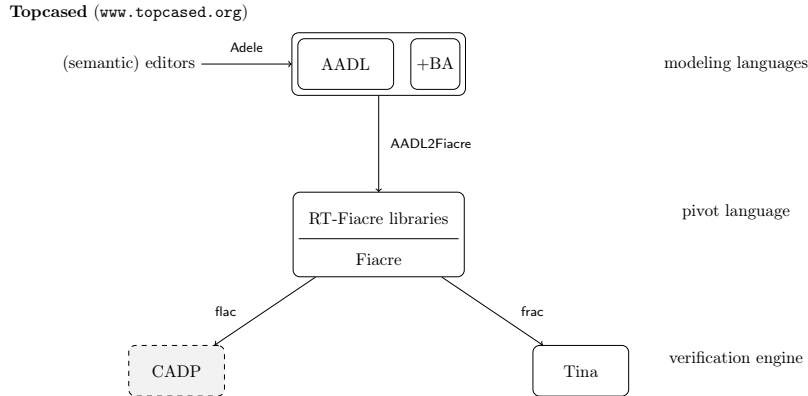 Topcased (www.topcased.org)
Adele
(semantic) editors
AADL
+BA
modeling languages
AADL2Fiacre
RT-Fiacre libraries
pivot language
Fiacre
flac
frac
CADP
Tina
verification engine